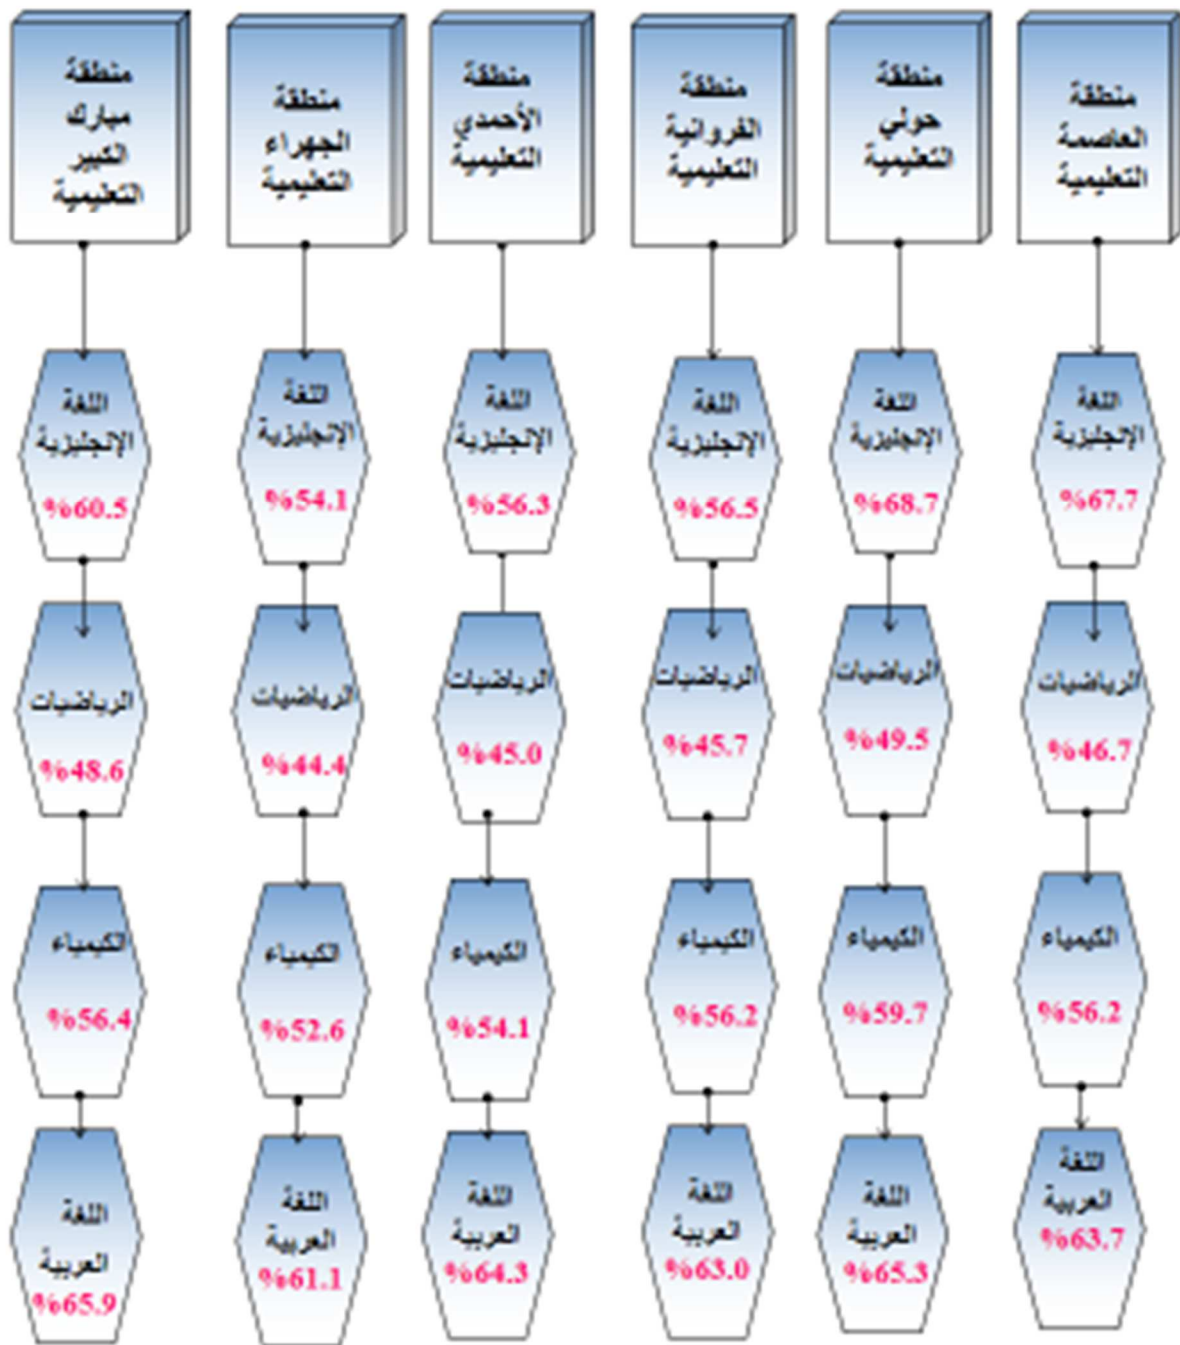 منطقة
العاصمة
التعليمية
اللغة
الإنجليزية
%67.7
الرياضيات
%46.7
الكيمياء
%56.2
اللغة
العربية
%63.7
منطقة
حولي
التعليمية
اللغة
الإنجليزية
%68.7
الرياضيات
%49.5
الكيمياء
%59.7
اللغة
العربية
%65.3
منطقة
الفروانية
التعليمية
اللغة
الإنجليزية
%56.5
الرياضيات
%45.7
الكيمياء
%56.2
اللغة
العربية
%63.0
منطقة
الأحمدي
التعليمية
اللغة
الإنجليزية
%56.3
الرياضيات
%45.0
الكيمياء
%54.1
اللغة
العربية
%64.3
منطقة
الجهراء
التعليمية
اللغة
الإنجليزية
%54.1
الرياضيات
%44.4
الكيمياء
%52.6
اللغة
العربية
%61.1
منطقة
مبارك
الكبير
التعليمية
اللغة
الإنجليزية
%60.5
الرياضيات
%48.6
الكيمياء
%56.4
اللغة
العربية
%65.9